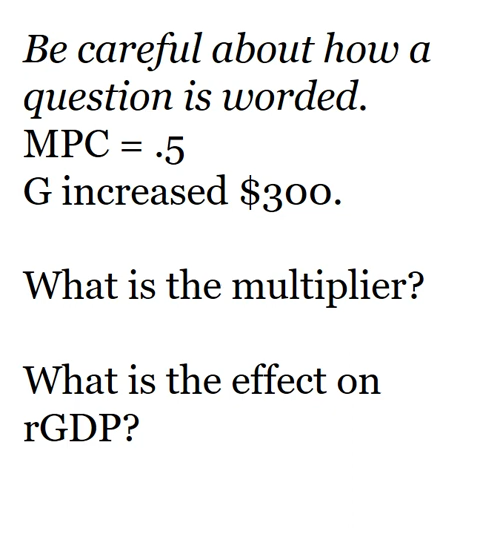 Be careful about how a
question is worded.
MPC = .5
G increased $300.
What is the multiplier?
What is the effect on
rGDP?